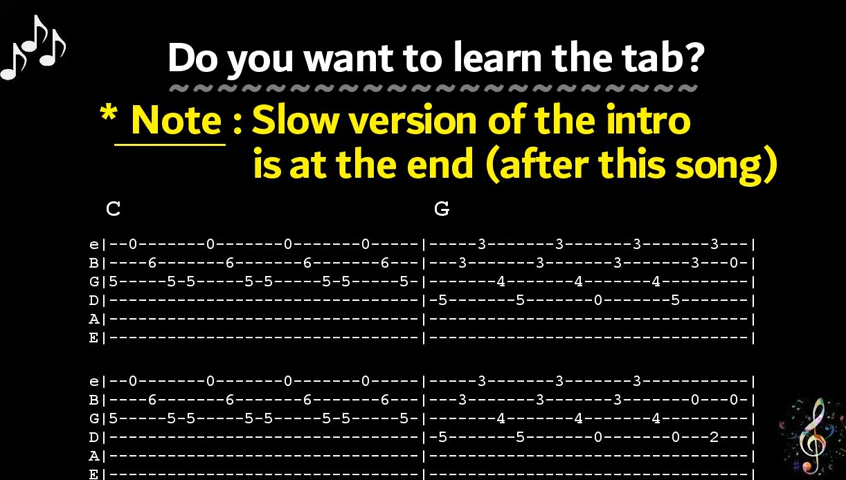 Do you want to learn the tab?
* Note : Slow version of the intro
is at the end (after this song)
C G
e|--0-------0-------0-------0-----|-----3-------3-------3-------3---|
B|----6-------6-------6-------6---|---3-------3-------3-------3---0-|
G|5-----5-5-----5-5-----5-5-----5-|-------4-------4-------4---------|
D|--------------------------------|-5-------5-------0-------5-------|
A|--------------------------------|---------------------------------|
E|--------------------------------|---------------------------------|
e|--0-------0-------0-------0-----|-----3-------3-------3-----------|
B|----6-------6-------6-------6---|---3-------3-------3-------0---0-|
G|5-----5-5-----5-5-----5-5-----5-|-------4-------4-------4---------|
D|--------------------------------|-5-------5-------0-------0---2---|
A|--------------------------------|---------------------------------|
E|--------------------------------|---------------------------------|